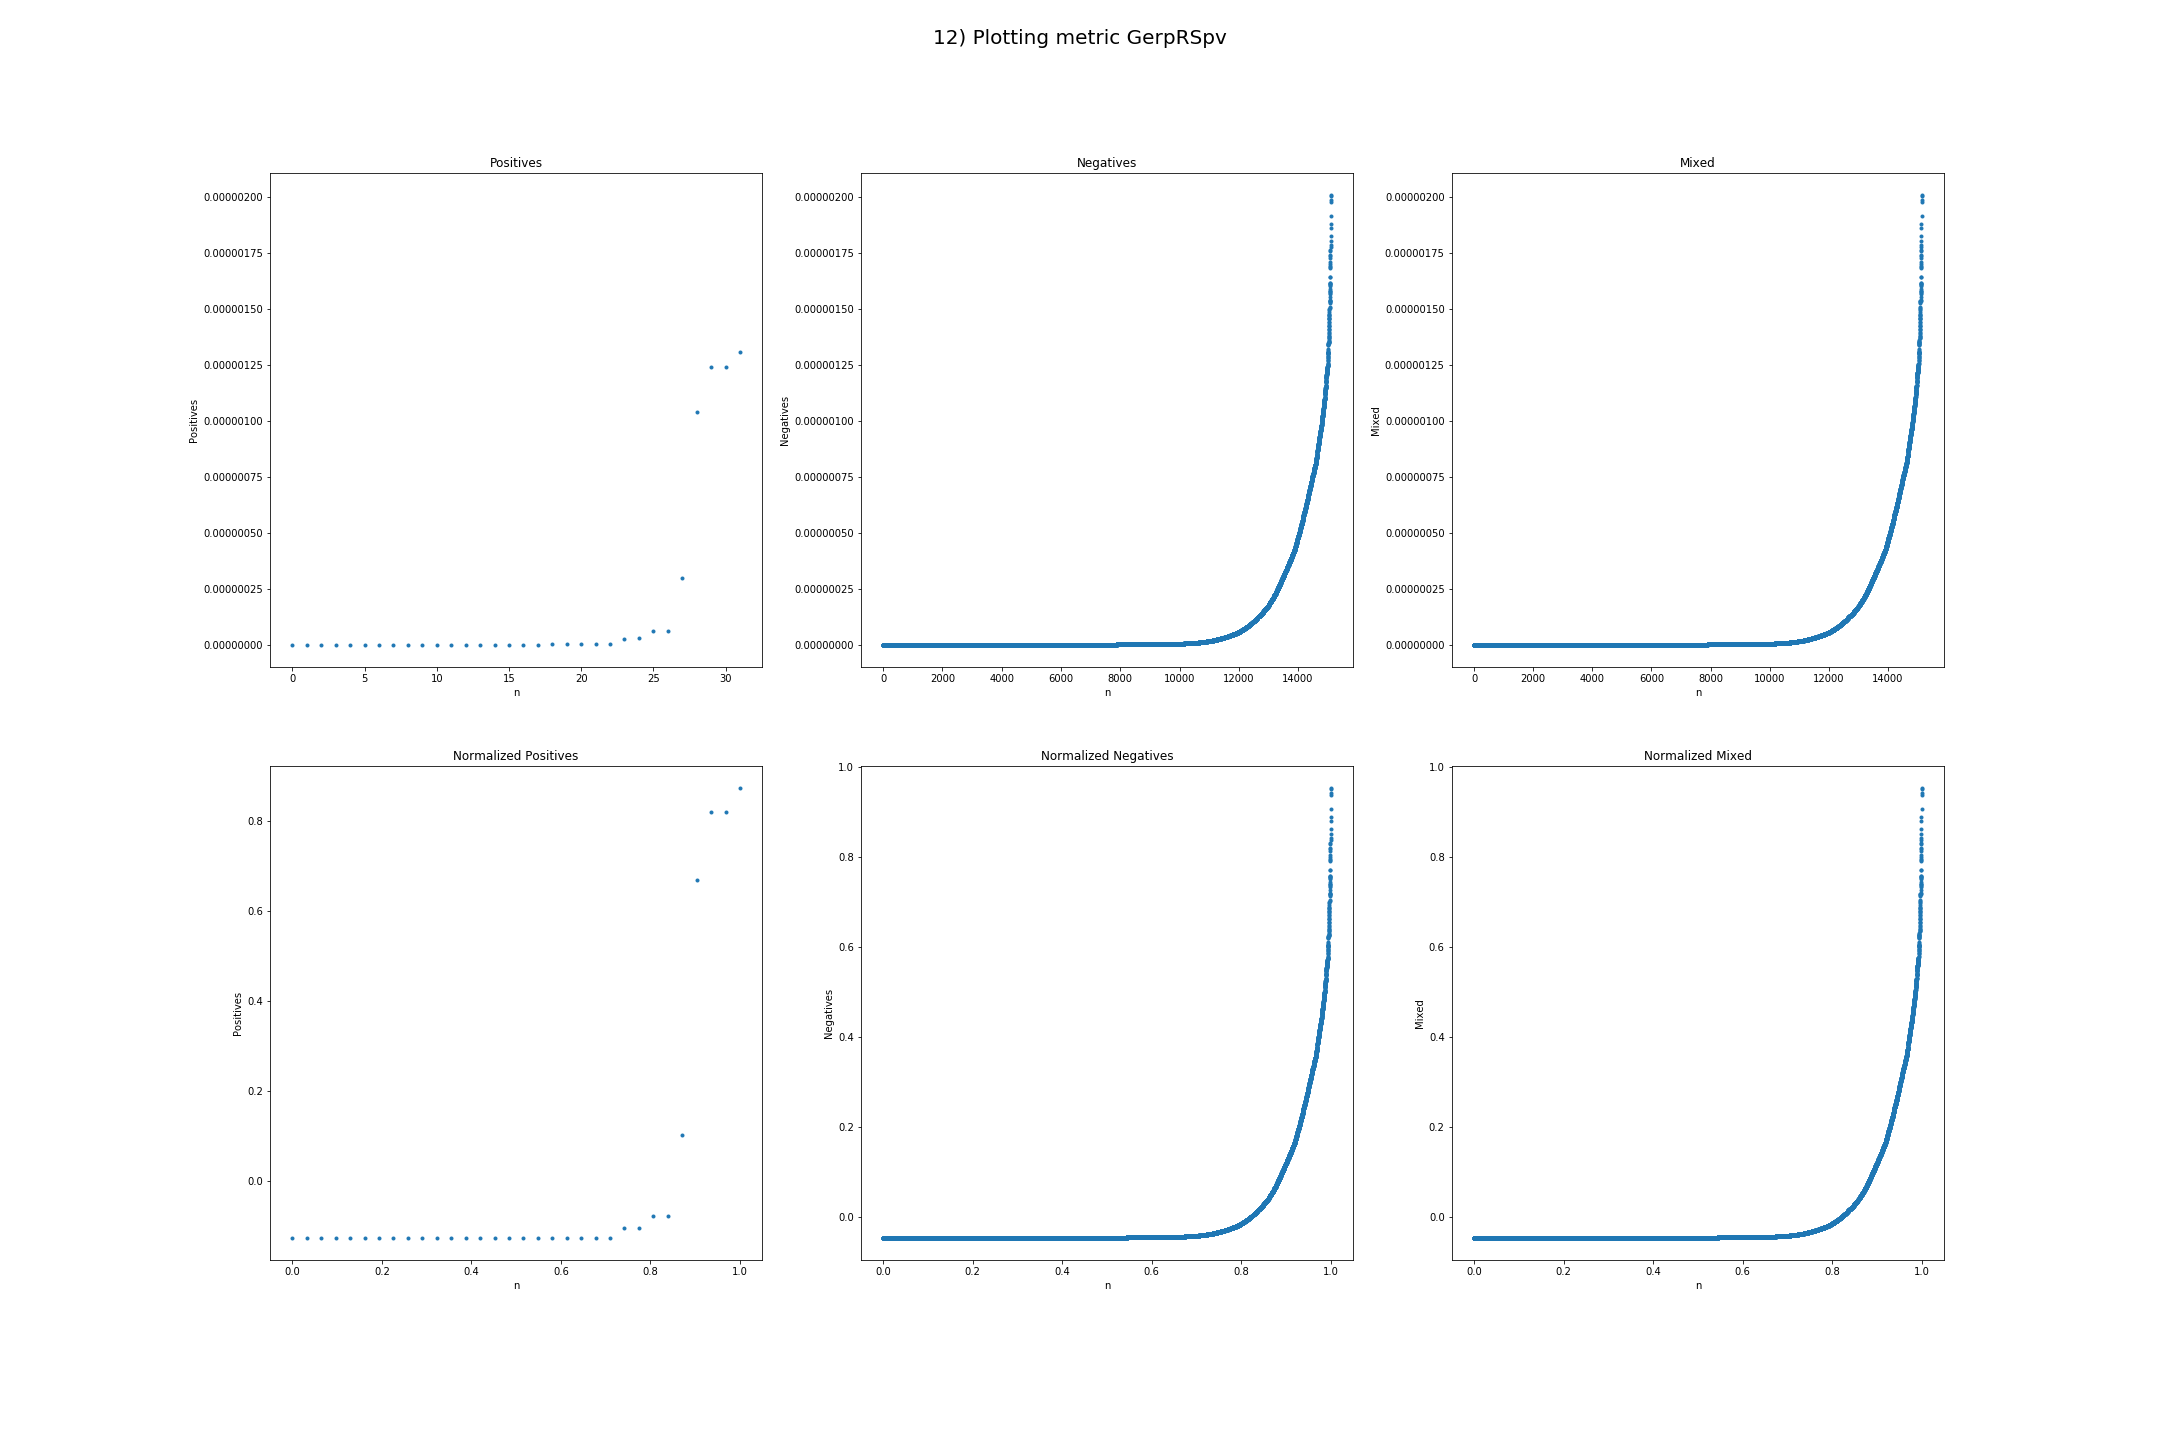 12) Plotting metric GerpRSpv
Positives
Negatives
Mixed
0.00000200
0.00000175
0.00000150
0.00000125
0.00000100
0.00000075
0.00000050
0.00000025
0.00000000
Positives
0 5 10 15 20 25 30
n
0.00000200
0.00000175
0.00000150
0.00000125
0.00000100
0.00000075
0.00000050
0.00000025
0.00000000
Negatives
0 2000 4000 6000 8000 10000 12000 14000
n
0.00000200
0.00000175
0.00000150
0.00000125
0.00000100
0.00000075
0.00000050
0.00000025
0.00000000
Mixed
0 2000 4000 6000 8000 10000 12000 14000
n
Normalized Positives
Normalized Negatives
Normalized Mixed
0.8
0.6
0.4
0.2
0.0
Positives
0.0 0.2 0.4 0.6 0.8 1.0
n
1.0
0.8
0.6
0.4
0.2
0.0
Negatives
0.0 0.2 0.4 0.6 0.8 1.0
n
1.0
0.8
0.6
0.4
0.2
0.0
Mixed
0.0 0.2 0.4 0.6 0.8 1.0
n